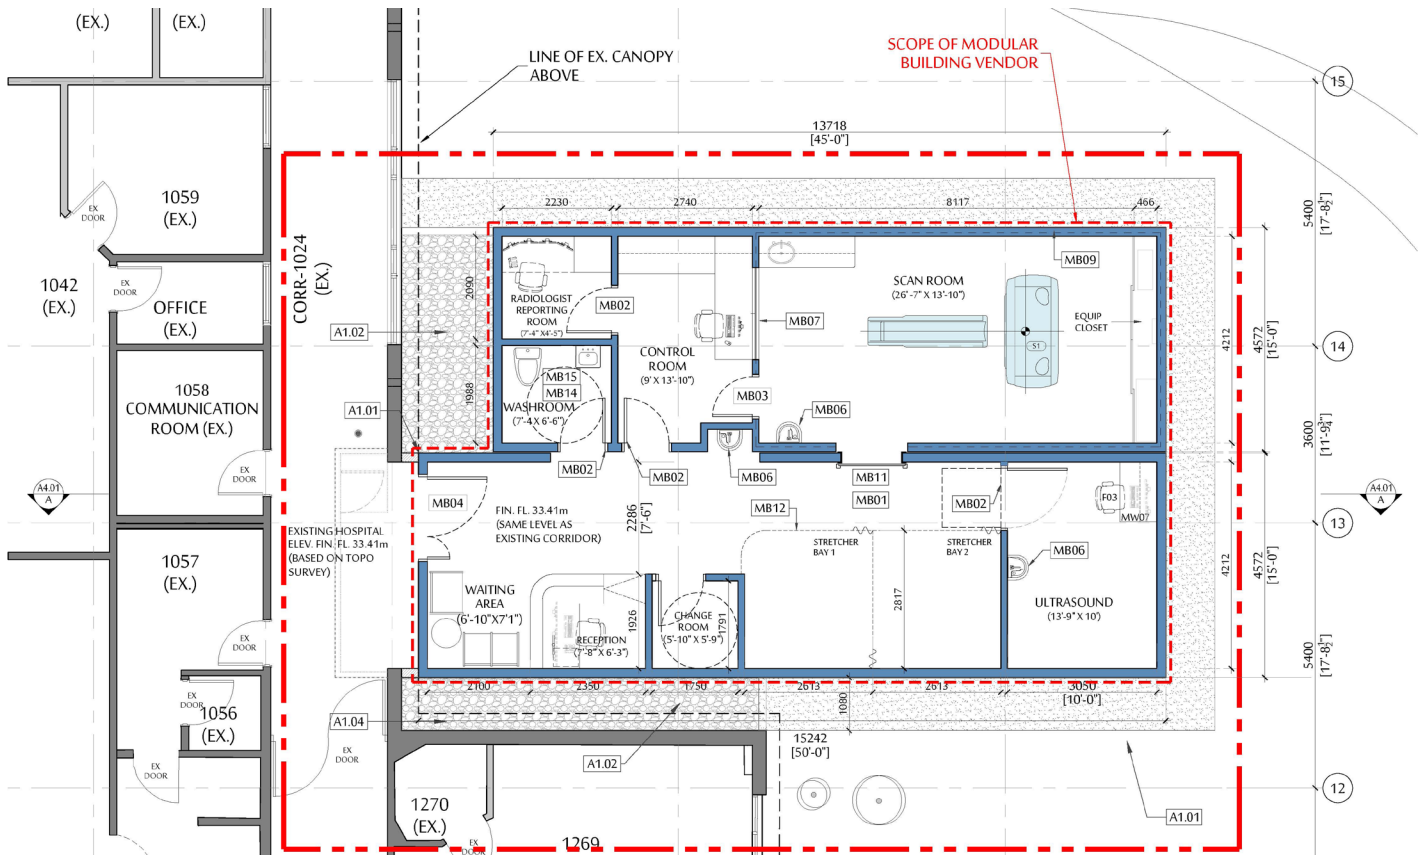 (EX.)
(EX.)
LINE OF EX. CANOPY
ABOVE
SCOPE OF MODULAR
BUILDING VENDOR
15
13718
[45'-0"]
1059
(EX.)
EX
DOOR
2230
2740
8117
466
5400
[17'-8½"]
CORR-1024
(EX.)
1042
(EX.)
EX
DOOR
OFFICE
(EX.)
A1.02
2090
RADIOLOGIST
REPORTING
ROOM
(7'-4" X4'-5")
MB02
MB07
SCAN ROOM
(26'-7" X 13'-10")
MB09
EQUIP
CLOSET
S1
4212
4572
[15'-0"]
14
CONTROL
ROOM
(9' X 13'-10")
1058
COMMUNICATION
ROOM (EX.)
1988
MB15
MB14
WASHROOM
(7'-4 X 6'-6")
MB03
MB06
A1.01
3600
[11'-9¾"]
EX
DOOR
MB02
MB02
MB06
MB11
MB01
A4.01
A
MB04
FIN. FL. 33.41m
(SAME LEVEL AS
EXISTING CORRIDOR)
2286
[7'-6"]
MB12
MB02
F03
MW07
A4.01
A
13
EXISTING HOSPITAL
ELEV. FIN. FL. 33.41m
(BASED ON TOPO
SURVEY)
STRETCHER
BAY 1
STRETCHER
BAY 2
MB06
1057
(EX.)
WAITING
AREA
(6'-10"X7'1")
RECEPTION
(7'-8" X 6'-3")
1926
CHANGE
ROOM
(5'-10" X 5'-9")
1791
2817
ULTRASOUND
(13'-9" X 10')
4212
4572
[15'-0"]
EX
DOOR
5400
[17'-8½"]
2100
2350
1750
2613
2613
3050
[10'-0"]
EX
DOOR
1056
(EX.)
A1.04
1080
15242
[50'-0"]
EX
DOOR
EX
DOOR
A1.02
12
1270
(EX.)
A1.01
EX
DOOR
1269